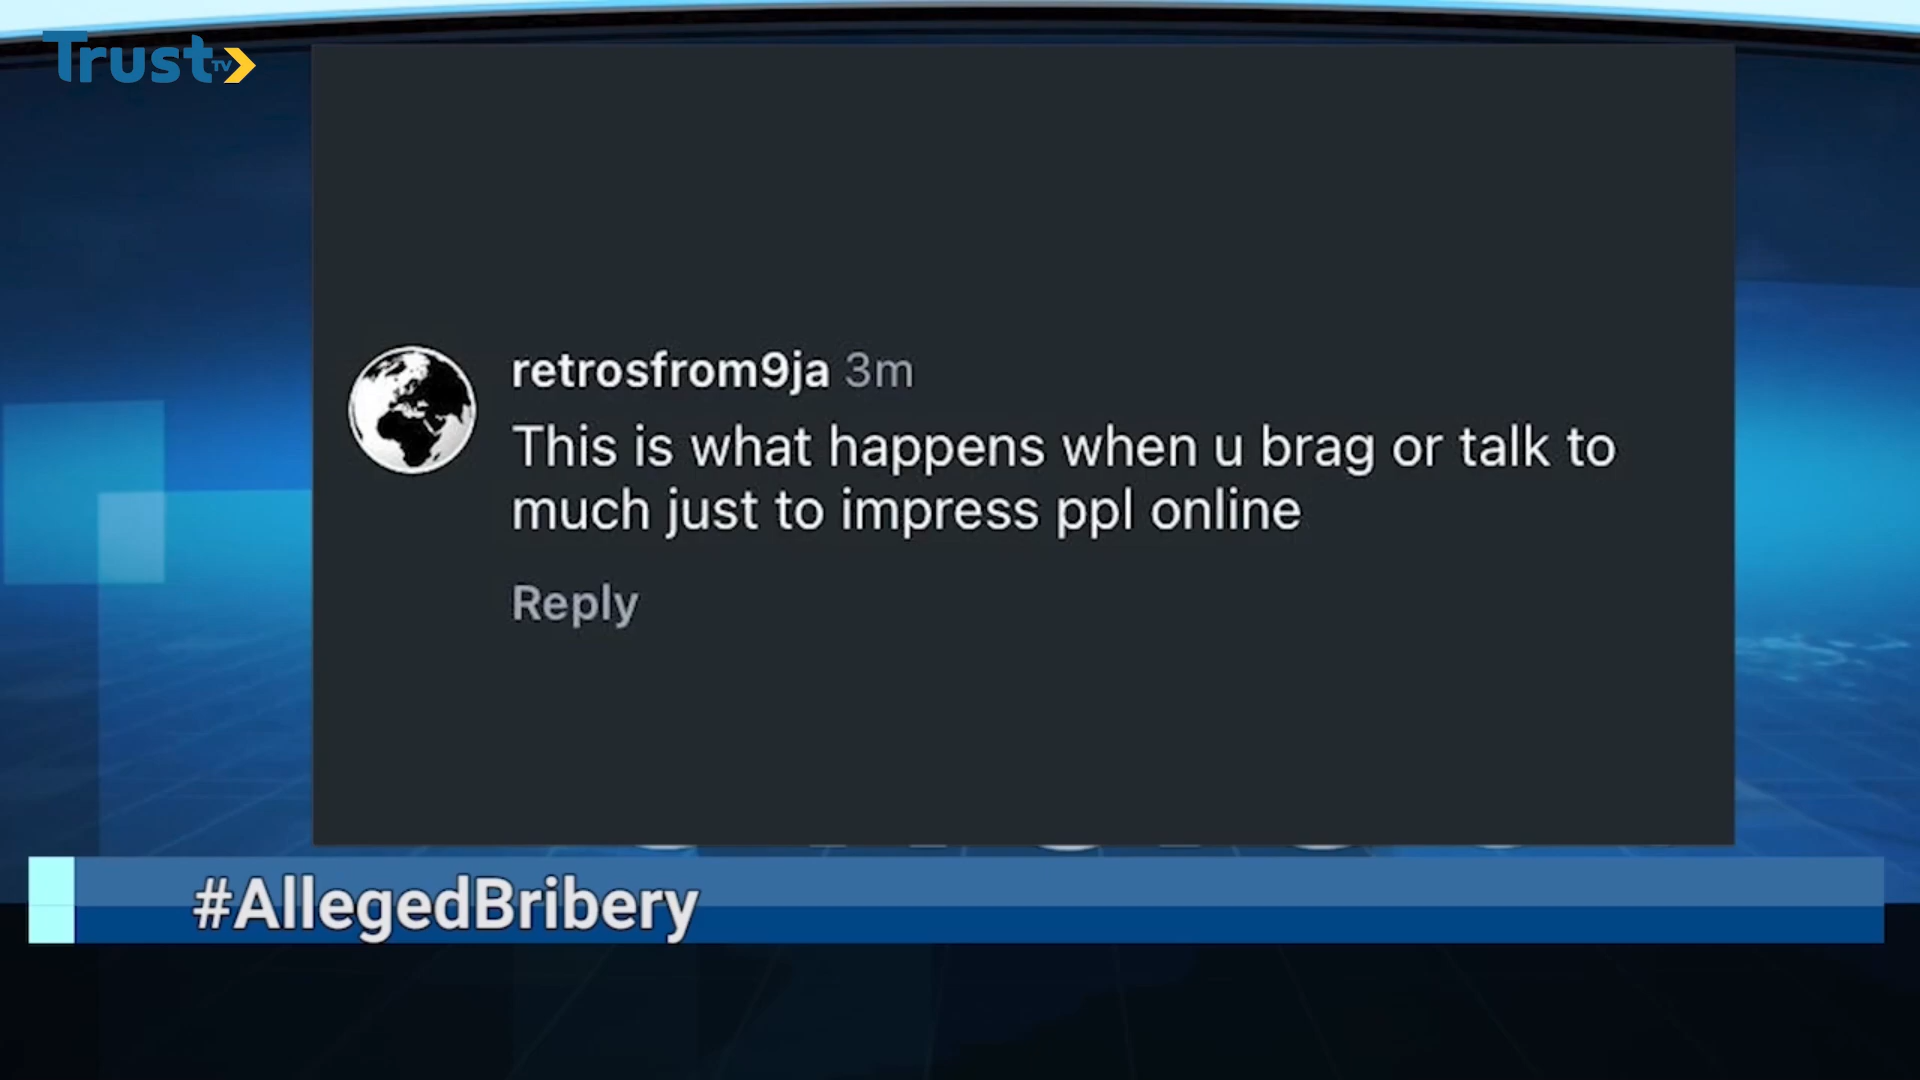 Trust TV
retrosfrom9ja 3m
This is what happens when u brag or talk to
much just to impress ppl online
Reply
#AllegedBribery